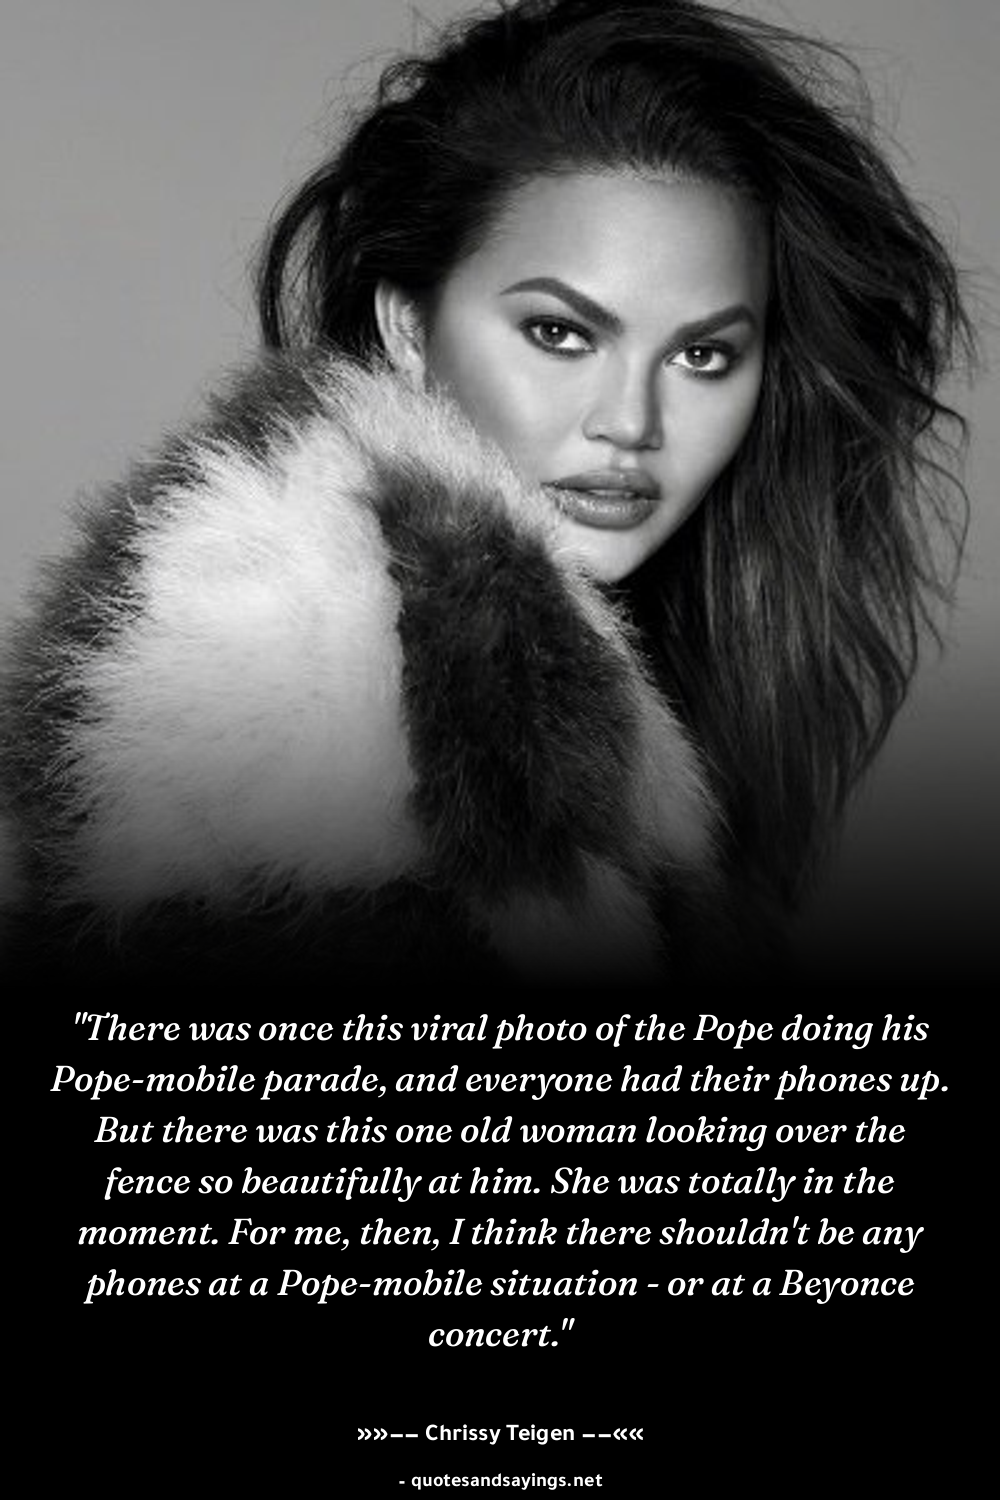 "There was once this viral photo of the Pope doing his
Pope-mobile parade, and everyone had their phones up.
But there was this one old woman looking over the
fence so beautifully at him. She was totally in the
moment. For me, then, I think there shouldn't be any
phones at a Pope-mobile situation - or at a Beyonce
concert."
»»−− Chrissy Teigen −−««
- quotesandsayings.net